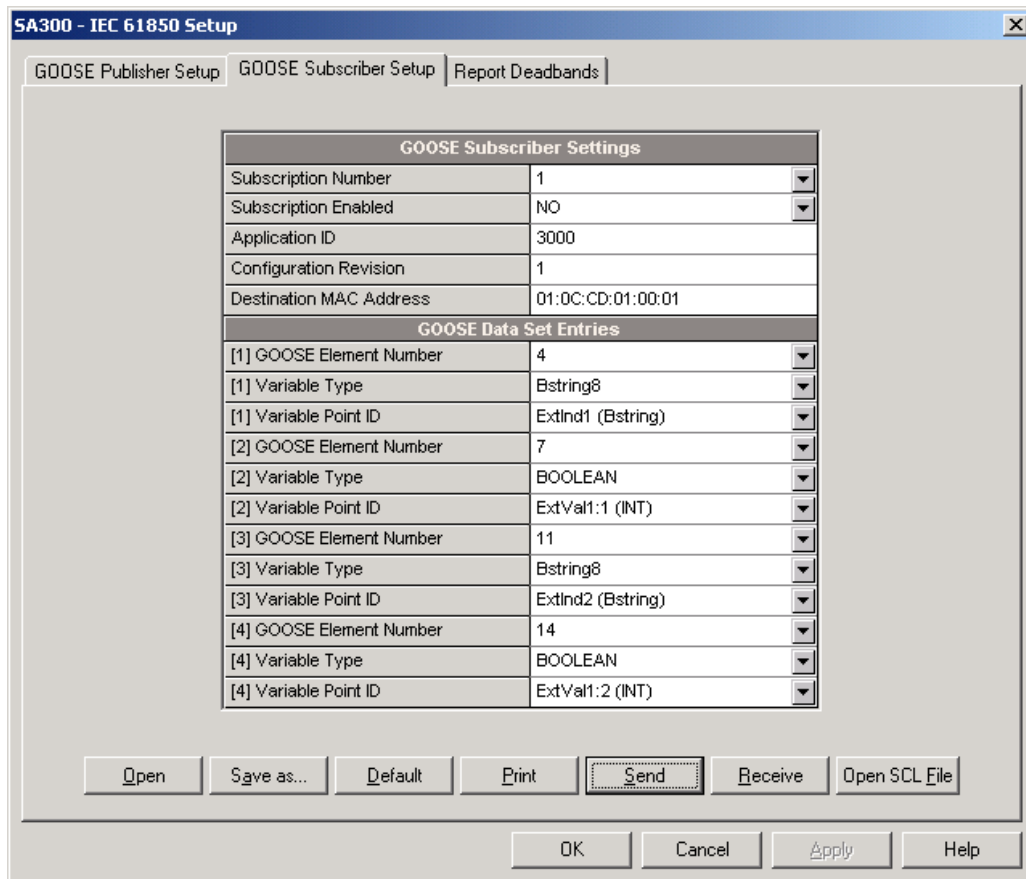 SA300 - IEC 61850 Setup
GOOSE Publisher Setup GOOSE Subscriber Setup Report Deadbands
GOOSE Subscriber Settings
Subscription Number 1
Subscription Enabled NO
Application ID 3000
Configuration Revision 1
Destination MAC Address 01:0C:CD:01:00:01
GOOSE Data Set Entries
[1] GOOSE Element Number 4
[1] Variable Type Bstring8
[1] Variable Point ID ExtInd1 (Bstring)
[2] GOOSE Element Number 7
[2] Variable Type BOOLEAN
[2] Variable Point ID ExtVal1:1 (INT)
[3] GOOSE Element Number 11
[3] Variable Type Bstring8
[3] Variable Point ID ExtInd2 (Bstring)
[4] GOOSE Element Number 14
[4] Variable Type BOOLEAN
[4] Variable Point ID ExtVal1:2 (INT)
Open Save as... Default Print Send Receive Open SCL File
OK Cancel Apply Help